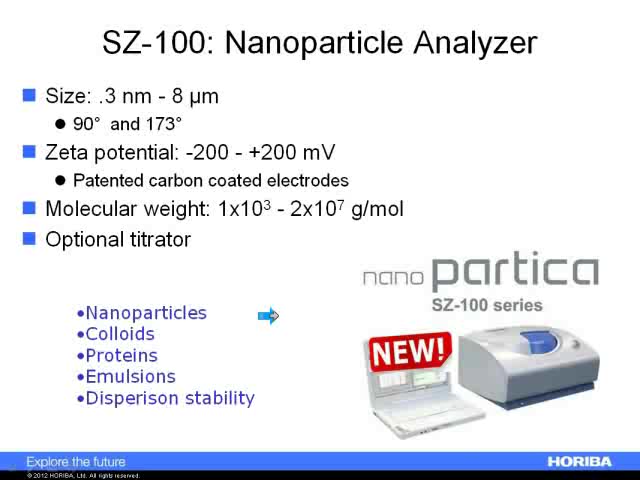 SZ-100: Nanoparticle Analyzer
Size: .3 nm - 8 µm
90° and 173°
Zeta potential: -200 - +200 mV
Patented carbon coated electrodes
Molecular weight: 1x10³ - 2x10⁷ g/mol
Optional titrator
nano partica
SZ-100 series
NEW!
•Nanoparticles
•Colloids
•Proteins
•Emulsions
•Disperison stability
Explore the future
HORIBA
© 2012 HORIBA, Ltd. All rights reserved.